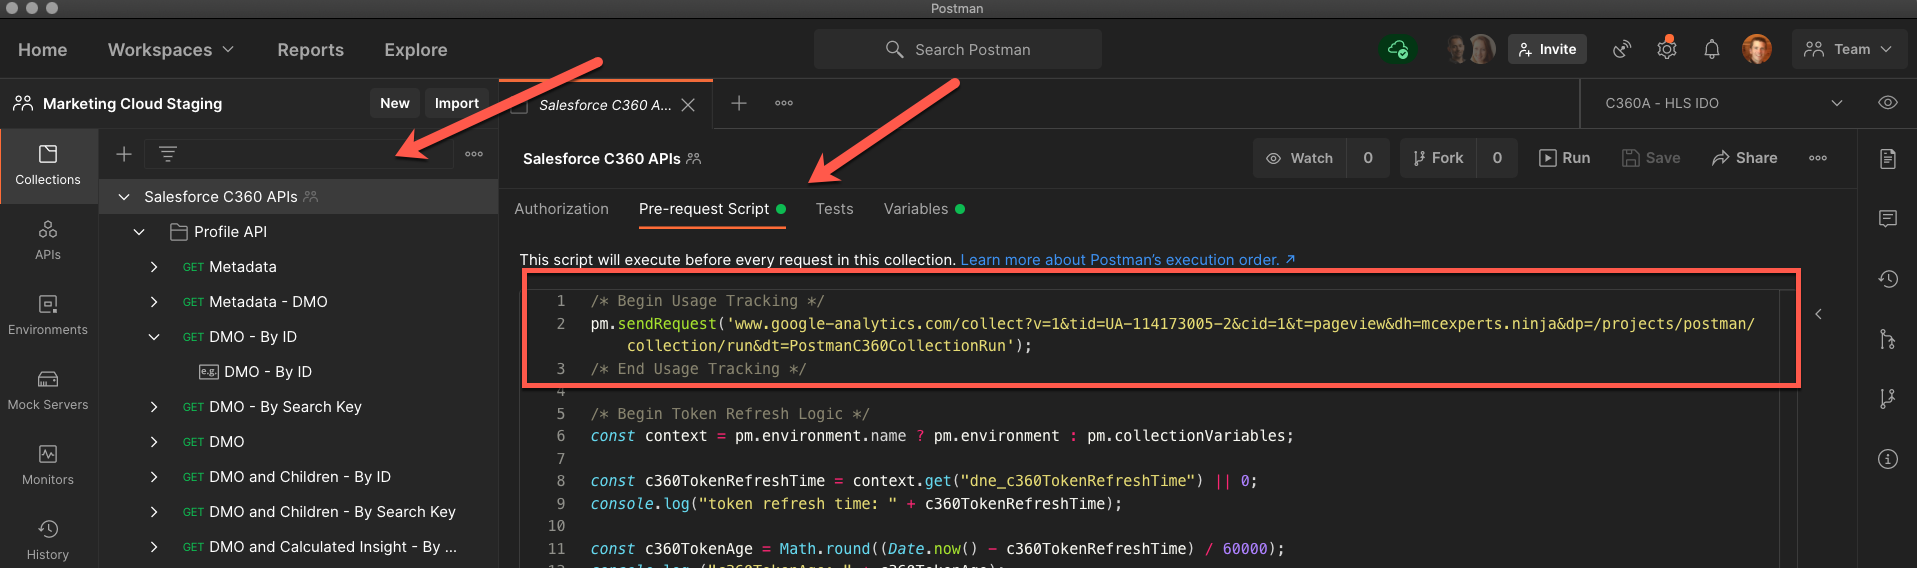 Postman
Home Workspaces Reports Explore Search Postman Invite Team
Marketing Cloud Staging New Import Salesforce C360 A... C360A - HLS IDO
Collections
APIs
Environments
Mock Servers
Monitors
History
Salesforce C360 APIs
Profile API
GET Metadata
GET Metadata - DMO
GET DMO - By ID
e.g. DMO - By ID
GET DMO - By Search Key
GET DMO
GET DMO and Children - By ID
GET DMO and Children - By Search Key
GET DMO and Calculated Insight - By ...
Salesforce C360 APIs Watch 0 Fork 0 Run Save Share
Authorization Pre-request Script Tests Variables
This script will execute before every request in this collection. Learn more about Postman's execution order. ↗
1 /* Begin Usage Tracking */
2 pm.sendRequest('www.google-analytics.com/collect?v=1&tid=UA-114173005-2&cid=1&t=pageview&dh=mcexperts.ninja&dp=/projects/postman/
collection/run&dt=PostmanC360CollectionRun');
3 /* End Usage Tracking */
4
5 /* Begin Token Refresh Logic */
6 const context = pm.environment.name ? pm.environment : pm.collectionVariables;
7
8 const c360TokenRefreshTime = context.get("dne_c360TokenRefreshTime") || 0;
9 console.log("token refresh time: " + c360TokenRefreshTime);
10
11 const c360TokenAge = Math.round((Date.now() - c360TokenRefreshTime) / 60000);
12 console.log("c360TokenAge: " + c360TokenAge);